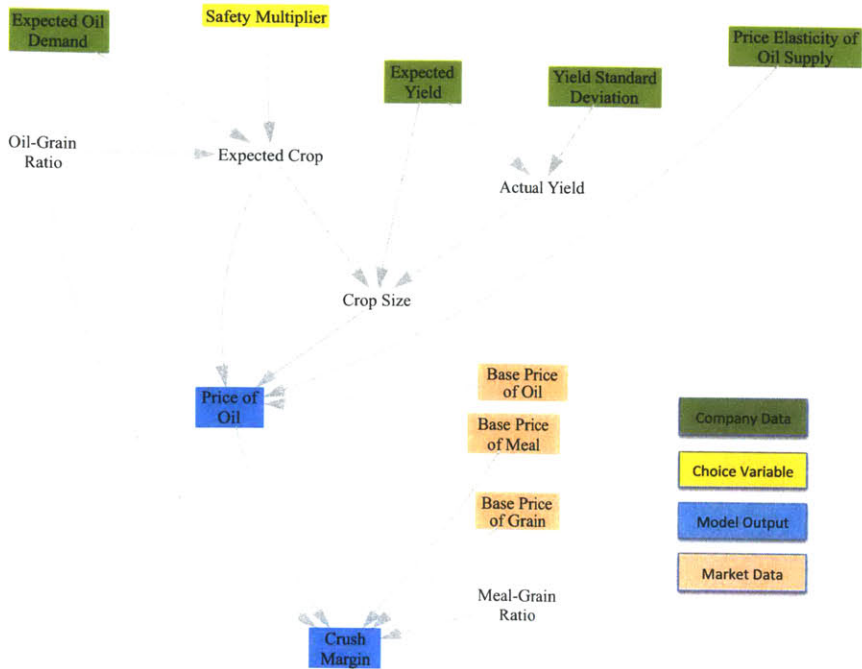 Expected Oil
Demand
Safety Multiplier
Expected
Yield
Yield Standard
Deviation
Price Elasticity of
Oil Supply
Oil-Grain
Ratio
Expected Crop
Actual Yield
Crop Size
Price of
Oil
Base Price
of Oil
Base Price
of Meal
Base Price
of Grain
Meal-Grain
Ratio
Crush
Margin
Company Data
Choice Variable
Model Output
Market Data